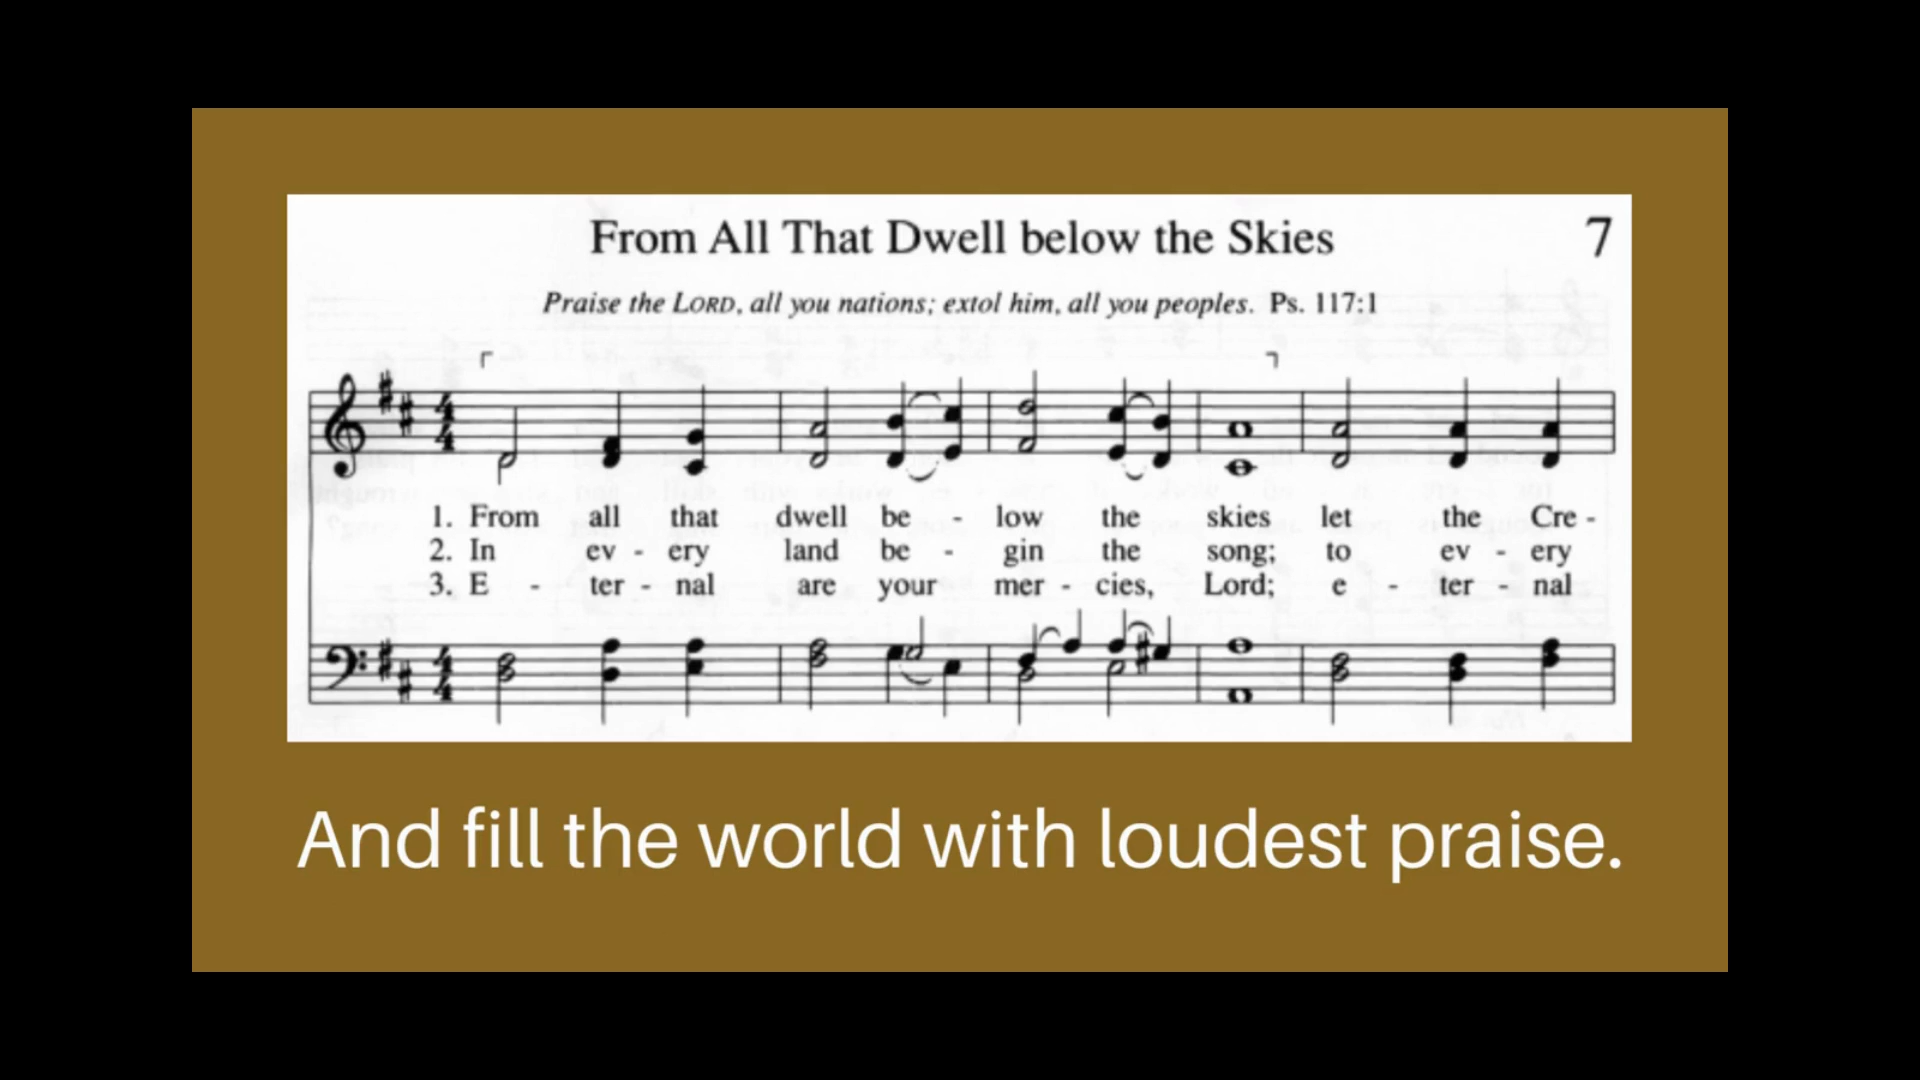 From All That Dwell below the Skies 7
Praise the LORD, all you nations; extol him, all you peoples. Ps. 117:1
1. From all that dwell be - low the skies let the Cre -
2. In ev - ery land be - gin the song; to ev - ery
3. E - ter - nal are your mer - cies, Lord; e - ter - nal
And fill the world with loudest praise.